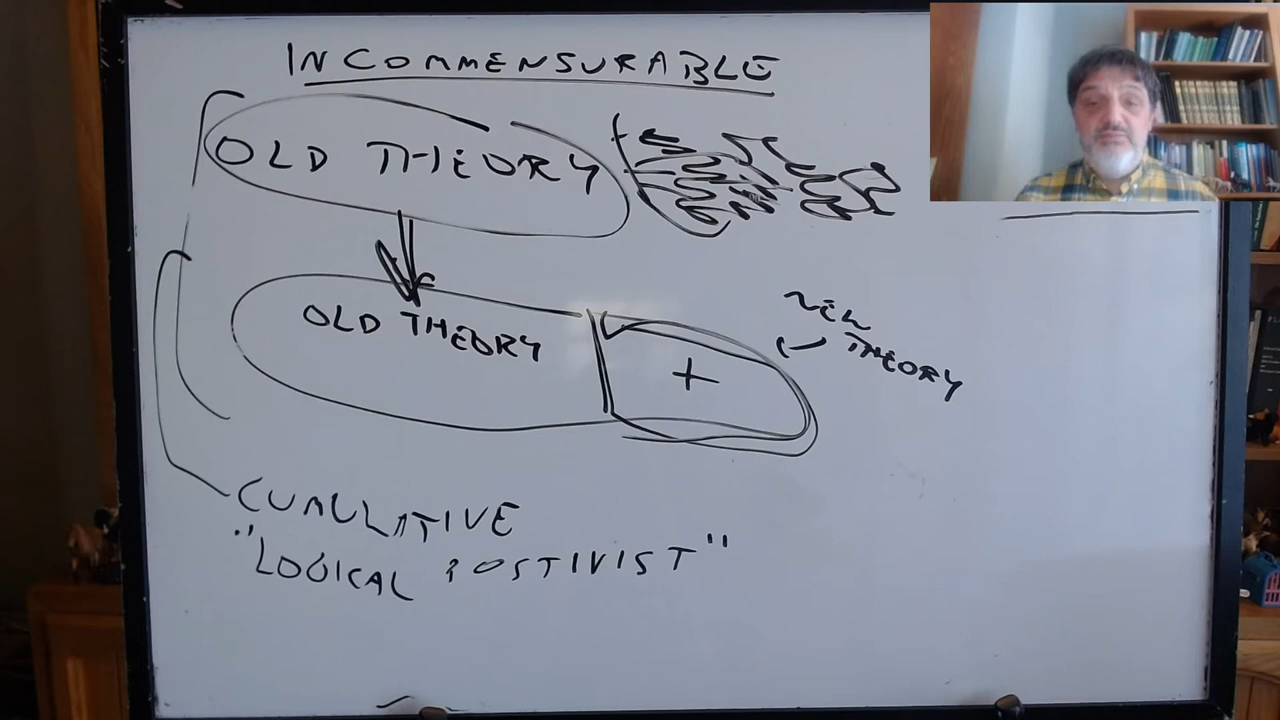 INCOMMENSURABLE
OLD THEORY
OLD THEORY
+
NEW
THEORY
CUMULATIVE
"LOGICAL POSTIVIST"